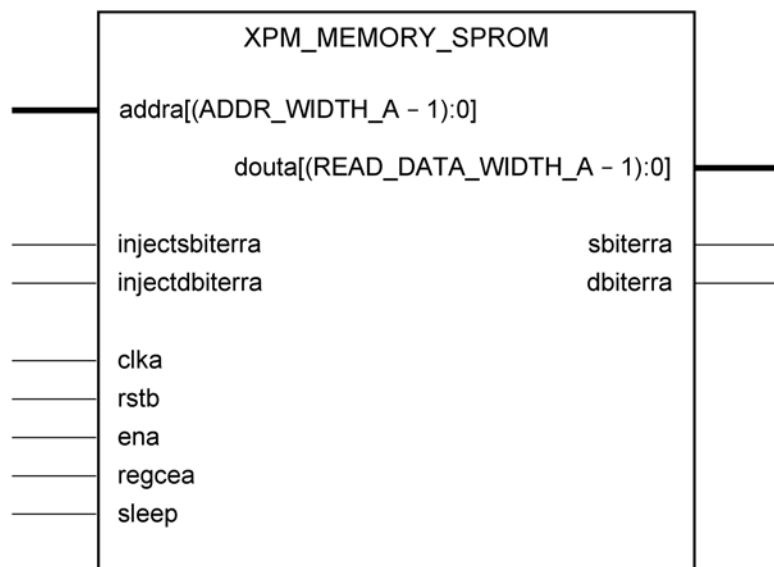 XPM_MEMORY_SPROM
addra[(ADDR_WIDTH_A – 1):0]
douta[(READ_DATA_WIDTH_A – 1):0]
injectsbiterra
sbiterra
injectdbiterra
dbiterra
clka
rstb
ena
regcea
sleep